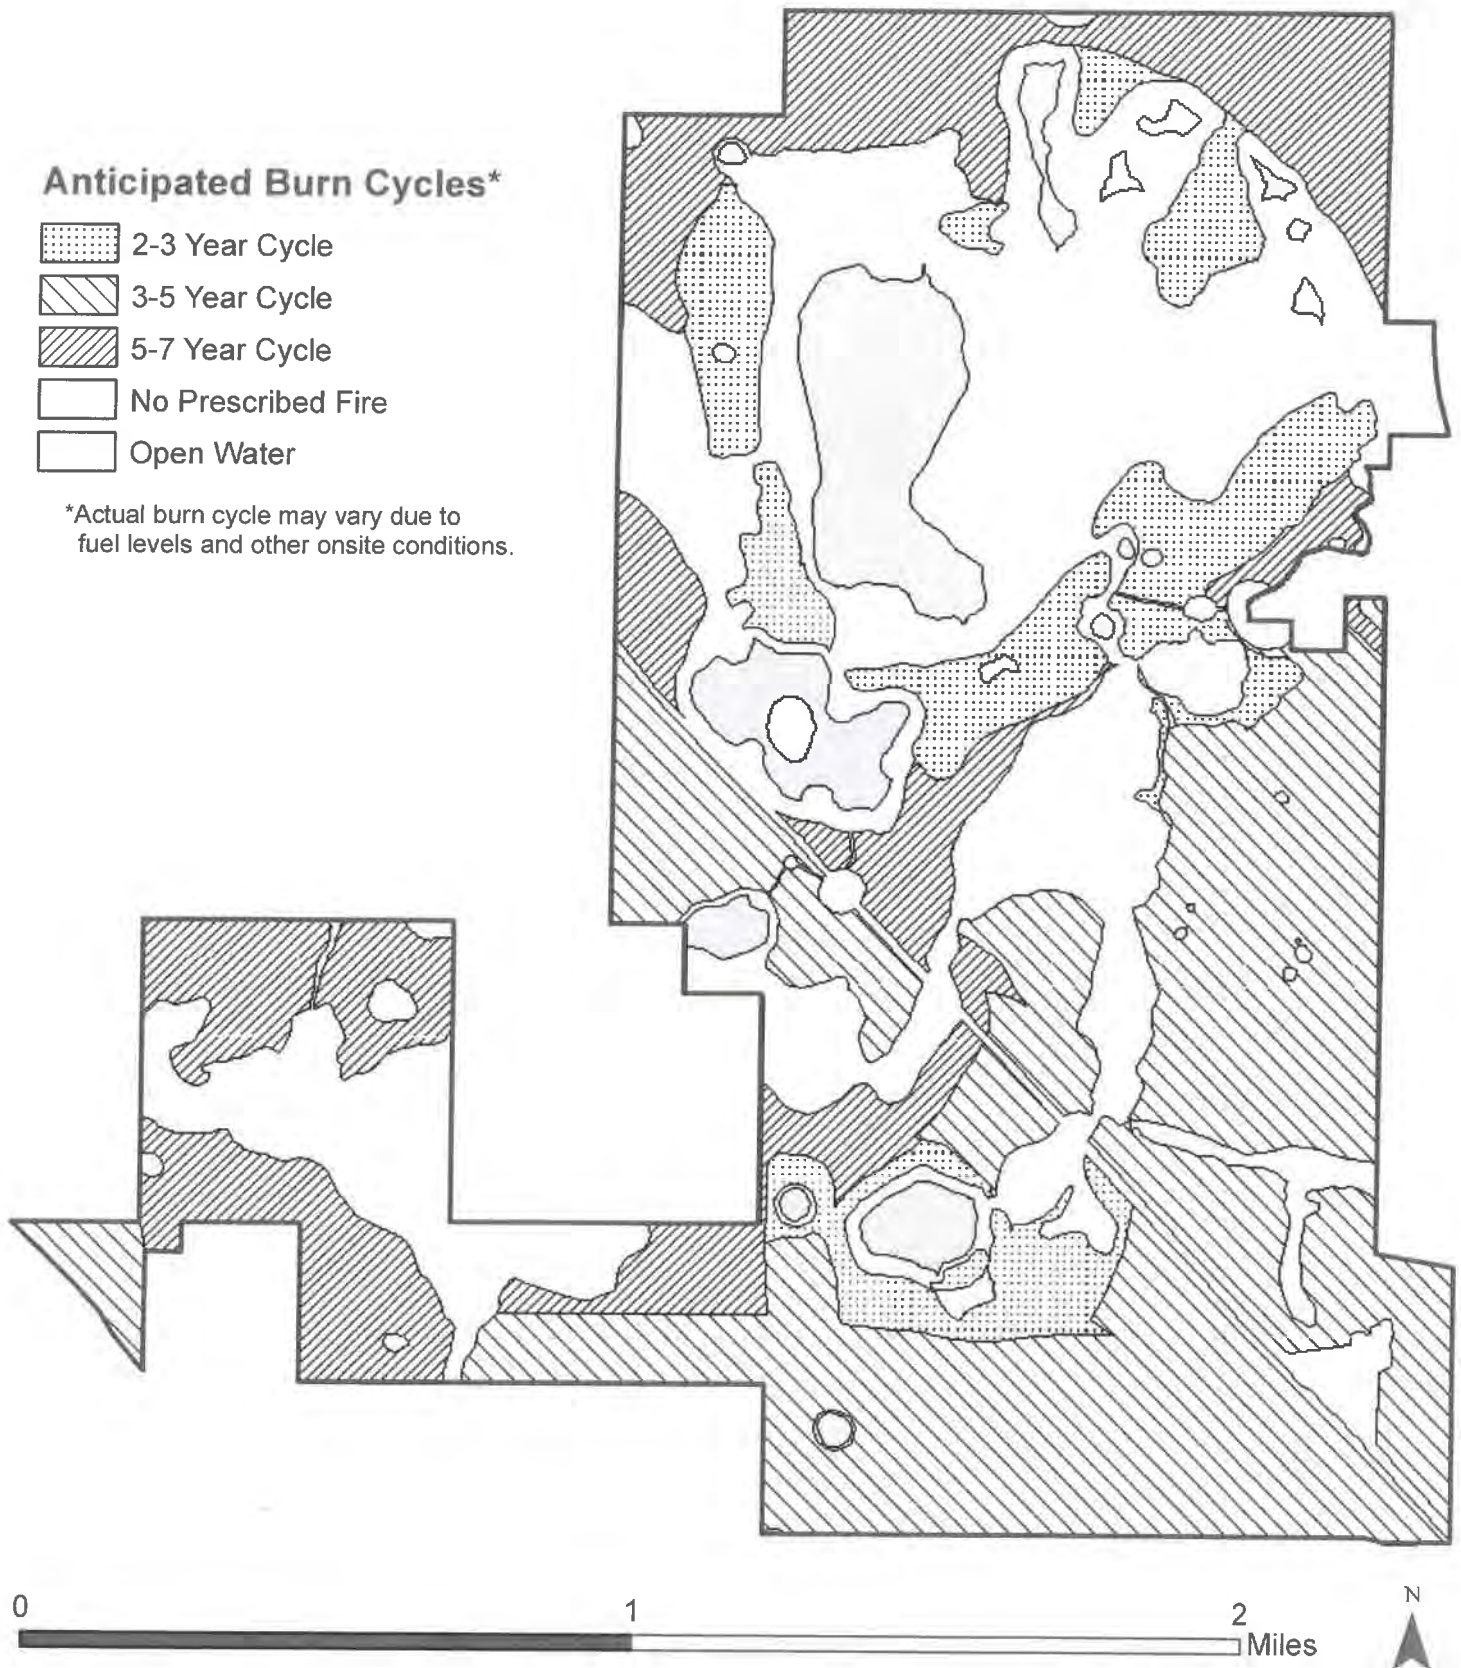 Anticipated Burn Cycles*
2-3 Year Cycle
3-5 Year Cycle
5-7 Year Cycle
No Prescribed Fire
Open Water
*Actual burn cycle may vary due to
fuel levels and other onsite conditions.
0 1 2
Miles
N